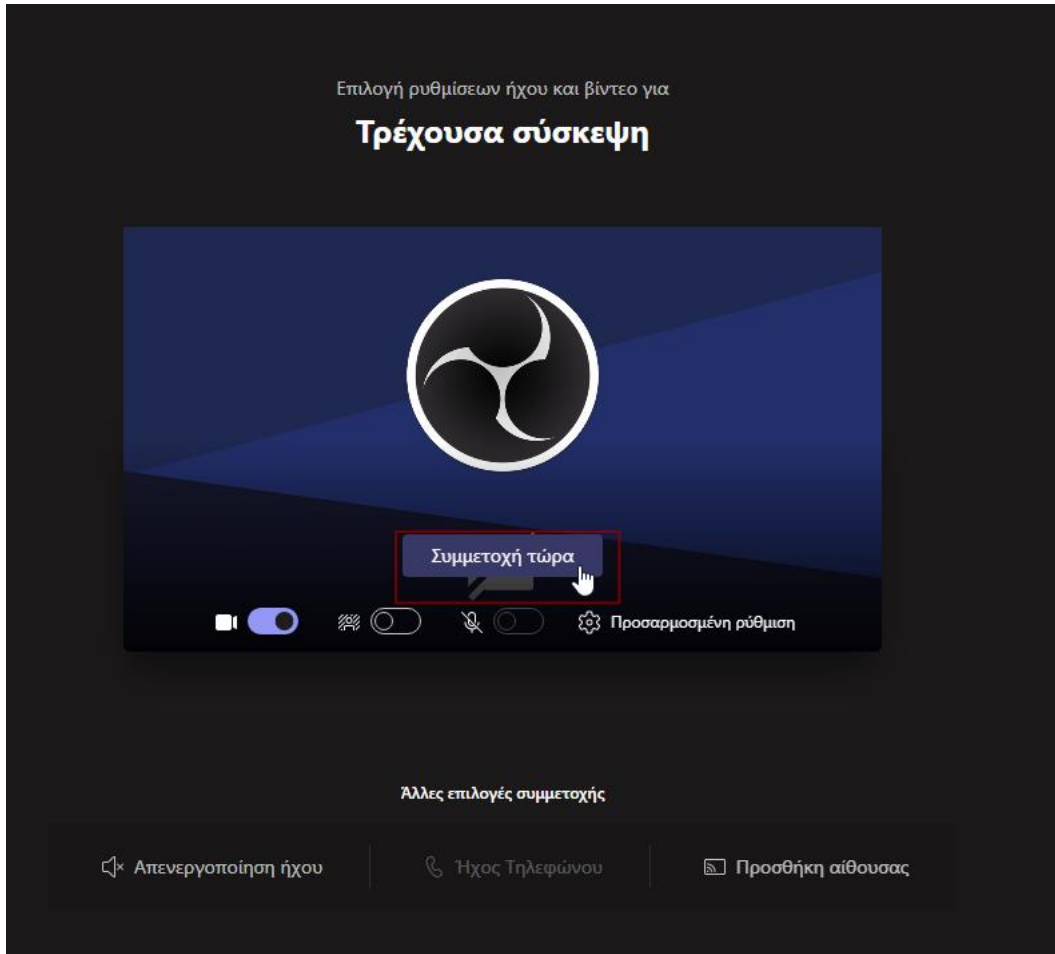 Επιλογή ρυθμίσεων ήχου και βίντεο για
Τρέχουσα σύσκεψη
Συμμετοχή τώρα
Προσαρμοσμένη ρύθμιση
Άλλες επιλογές συμμετοχής
Απενεργοποίηση ήχου
Ήχος Τηλεφώνου
Προσθήκη αίθουσας